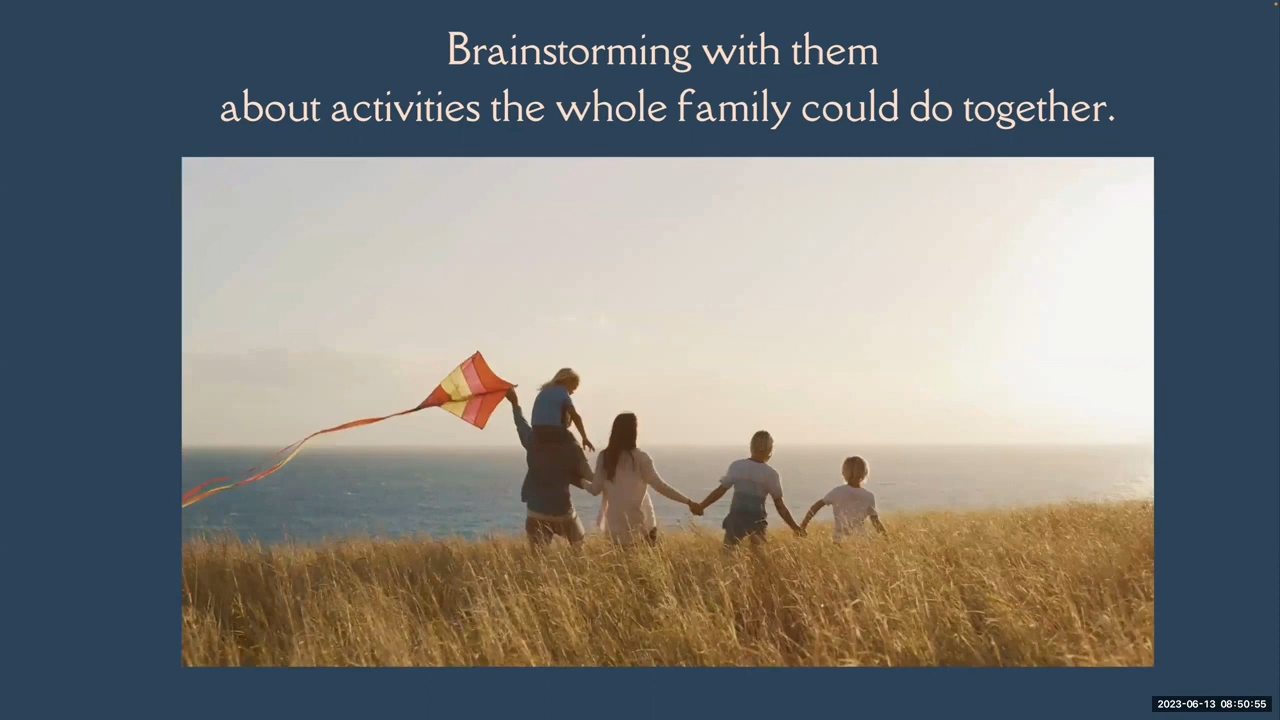 Brainstorming with them
about activities the whole family could do together.
2023-06-13 08:50:55